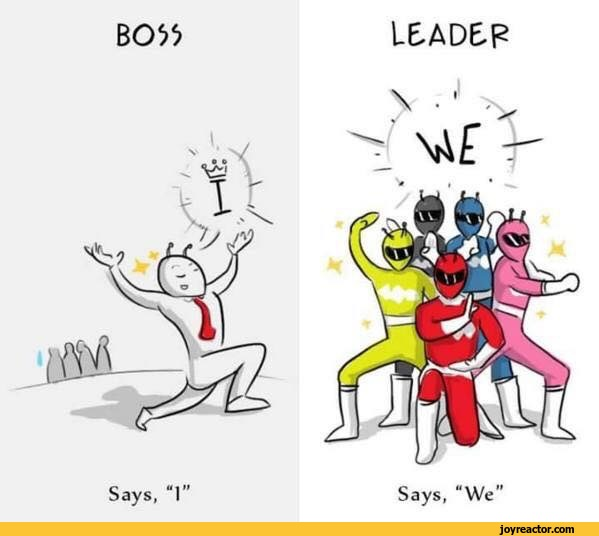 BOSS
LEADER
I
WE
Says, "I"
Says, "We"
joyreactor.com